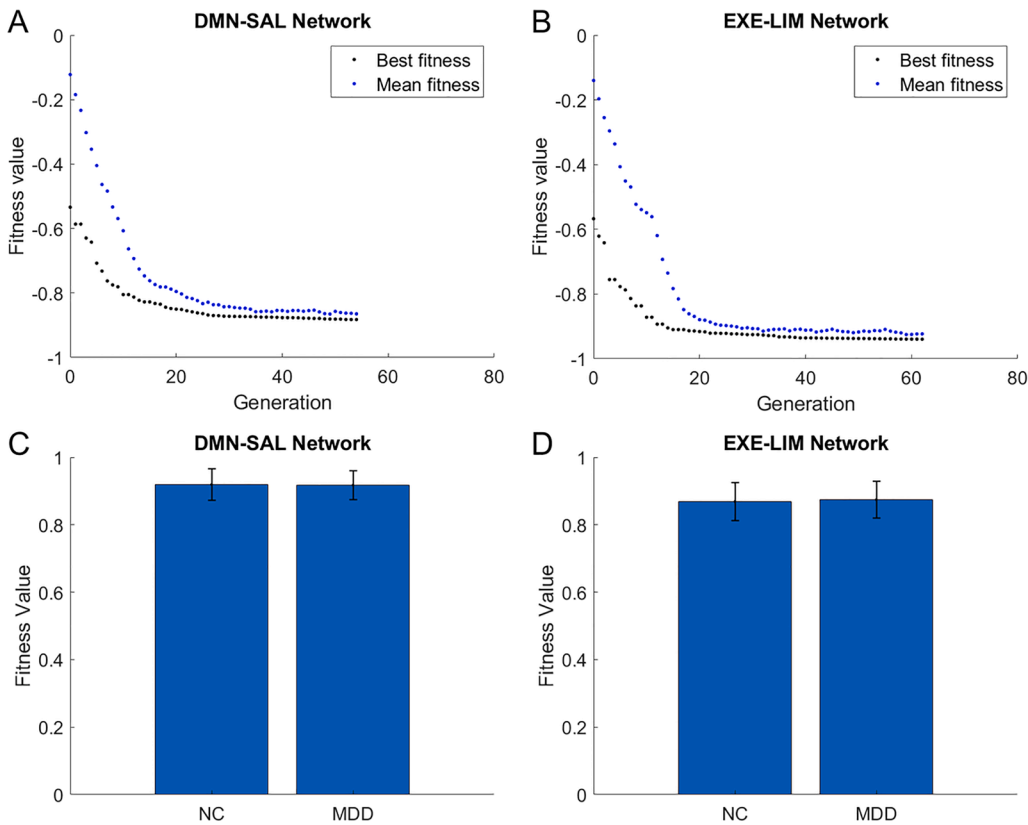 A
DMN-SAL Network
0
-0.2
-0.4
-0.6
-0.8
-1
Fitness value
Best fitness
Mean fitness
0 20 40 60 80
Generation
B
EXE-LIM Network
0
-0.2
-0.4
-0.6
-0.8
-1
Fitness value
Best fitness
Mean fitness
0 20 40 60 80
Generation
C
DMN-SAL Network
1
0.8
0.6
0.4
0.2
0
Fitness Value
NC MDD
D
EXE-LIM Network
1
0.8
0.6
0.4
0.2
0
Fitness Value
NC MDD